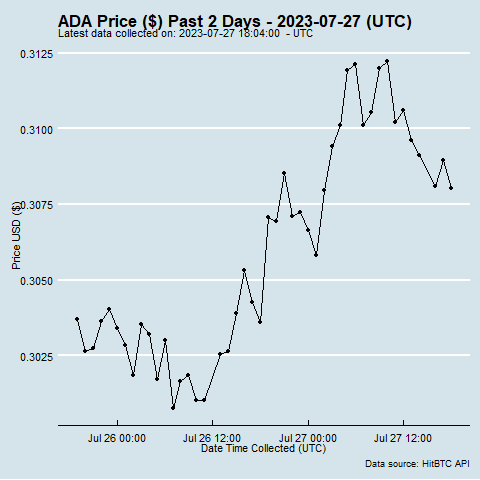 ADA Price ($) Past 2 Days - 2023-07-27 (UTC)
Latest data collected on: 2023-07-27 18:04:00 - UTC
0.3125
0.3100
0.3075
0.3050
0.3025
Price USD ($)
Jul 26 00:00
Jul 26 12:00
Jul 27 00:00
Jul 27 12:00
Date Time Collected (UTC)
Data source: HitBTC API